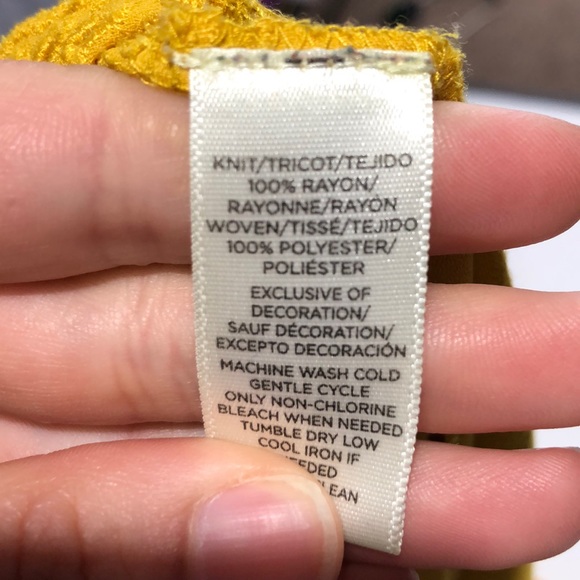 KNIT/TRICOT/TEJIDO
100% RAYON/
RAYONNE/RAYÓN
WOVEN/TISSÉ/TEJIDO
100% POLYESTER/
POLIÉSTER
EXCLUSIVE OF
DECORATION/
SAUF DÉCORATION/
EXCEPTO DECORACIÓN
MACHINE WASH COLD
GENTLE CYCLE
ONLY NON-CHLORINE
BLEACH WHEN NEEDED
TUMBLE DRY LOW
COOL IRON IF